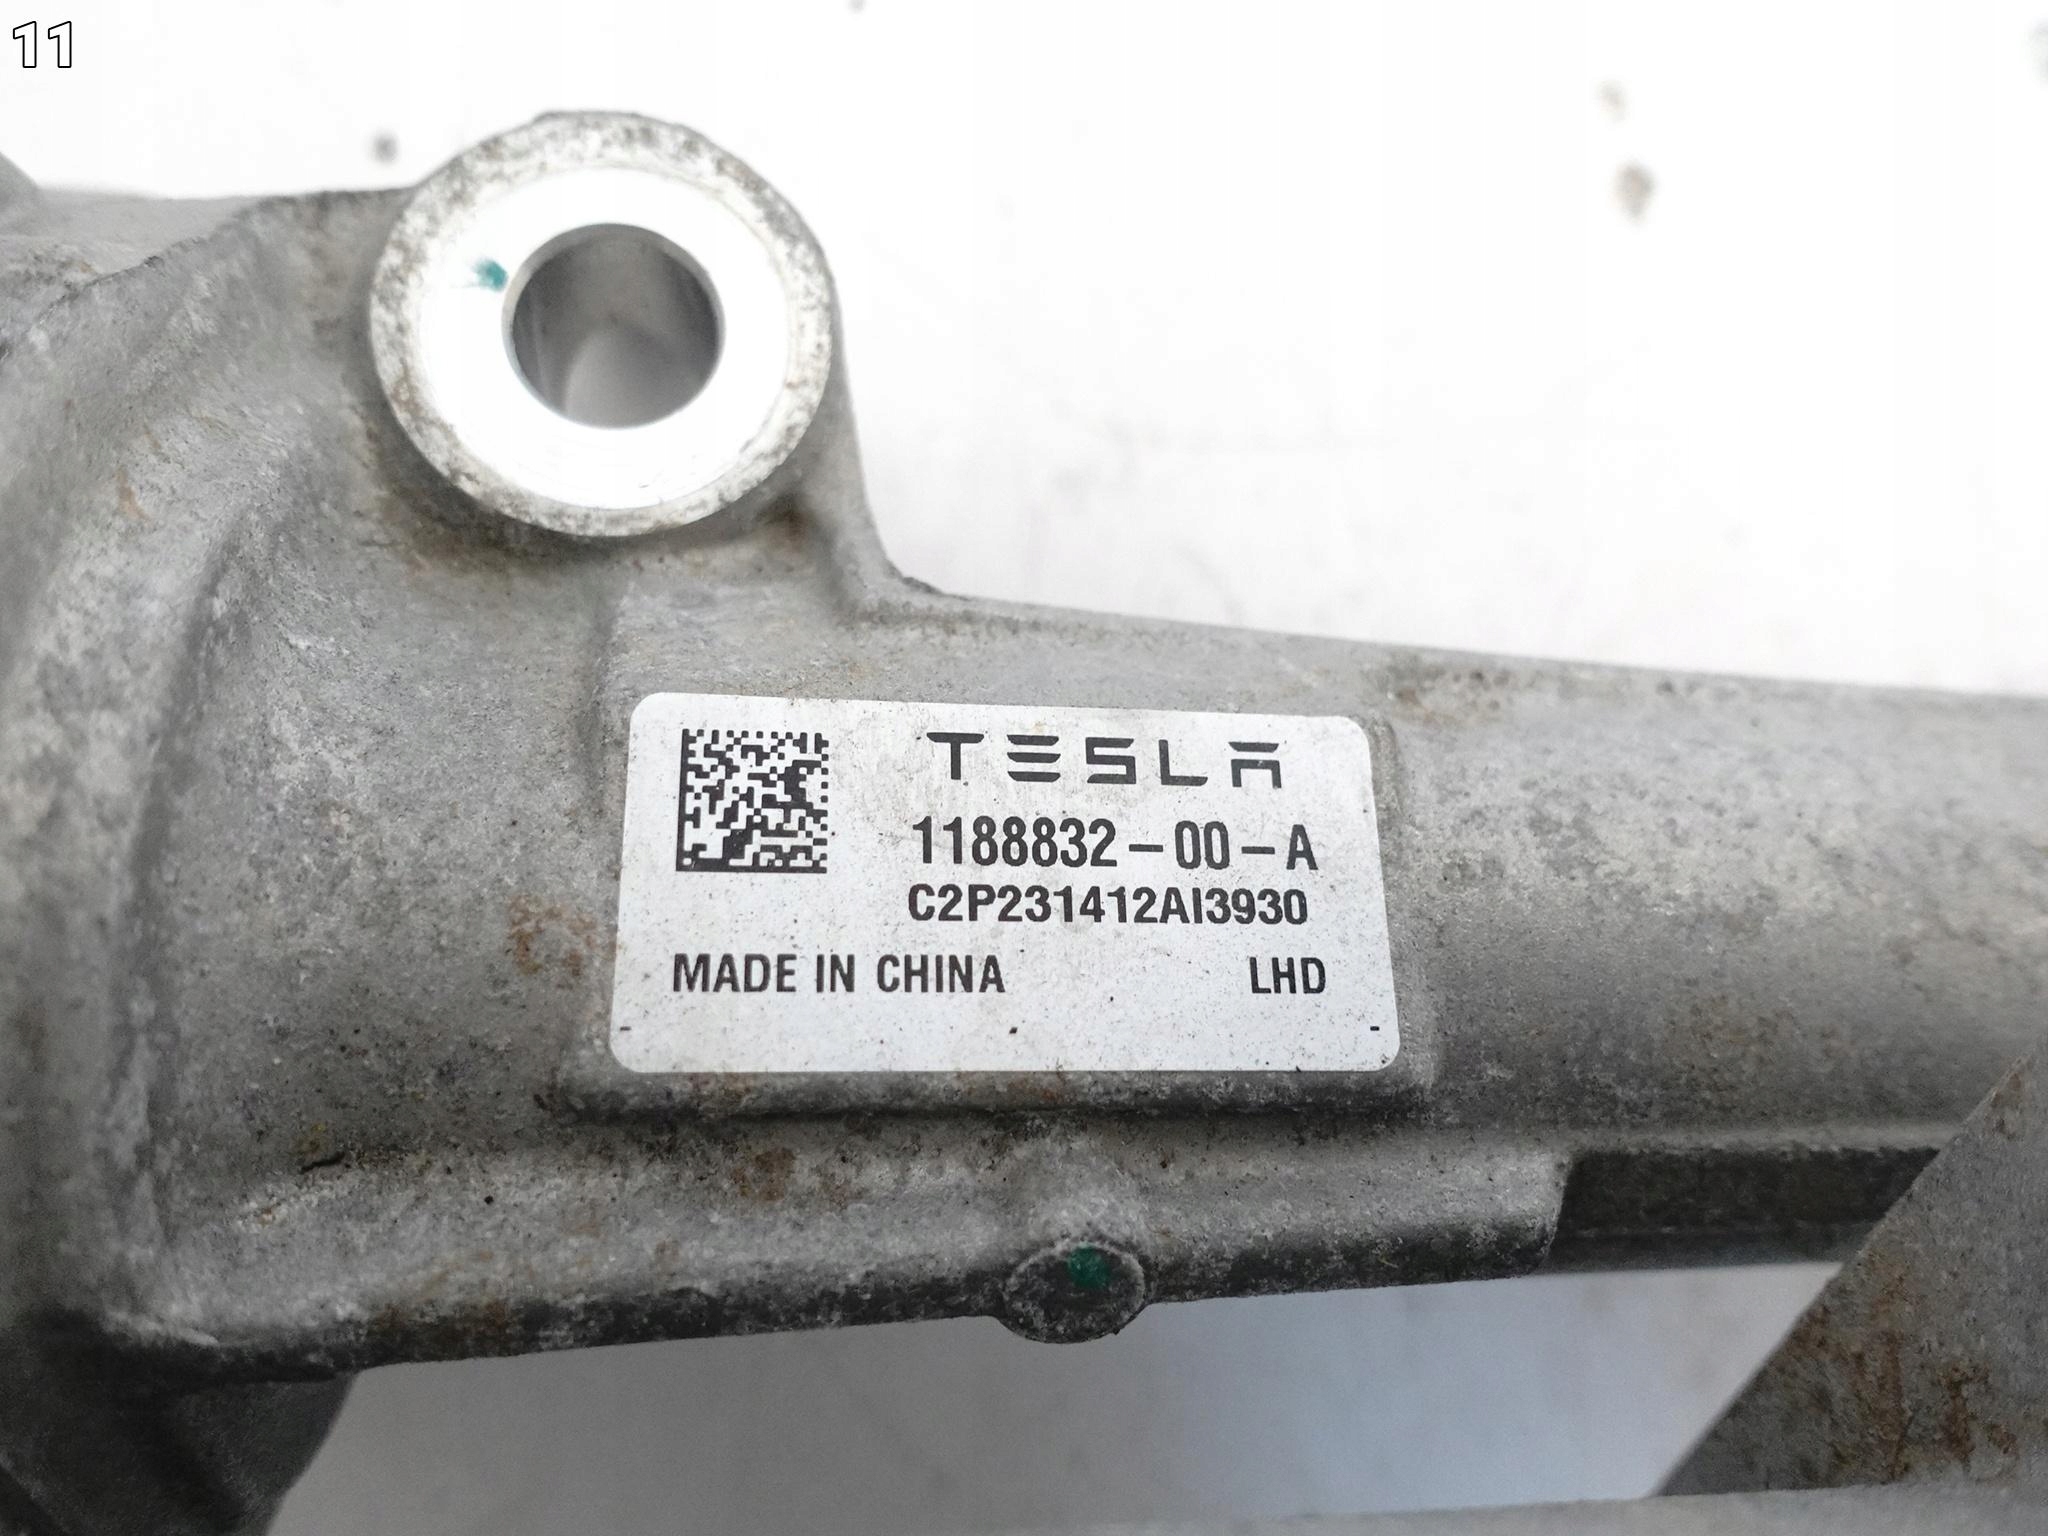 11
TESLA
1188832-00-A
C2P231412AI3930
MADE IN CHINA LHD